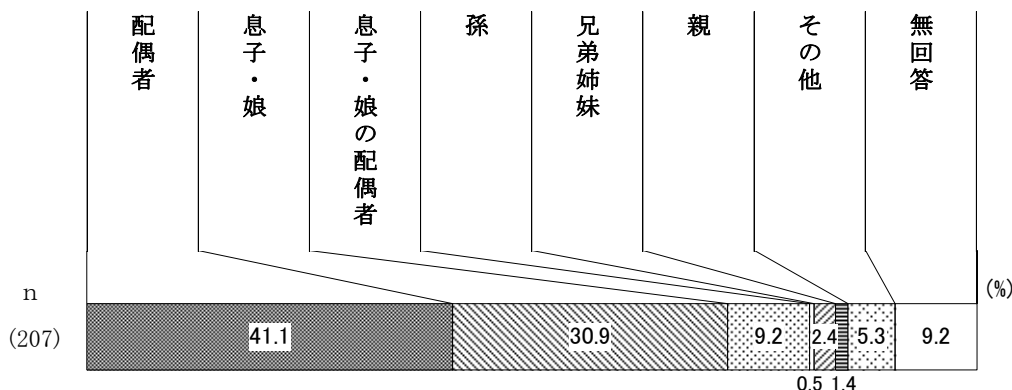 配偶者
息子・娘
息子・娘の配偶者
孫
兄弟姉妹
親
その他
無回答
n
(%)
(207)
41.1
30.9
9.2
2.4
5.3
9.2
0.5
1.4